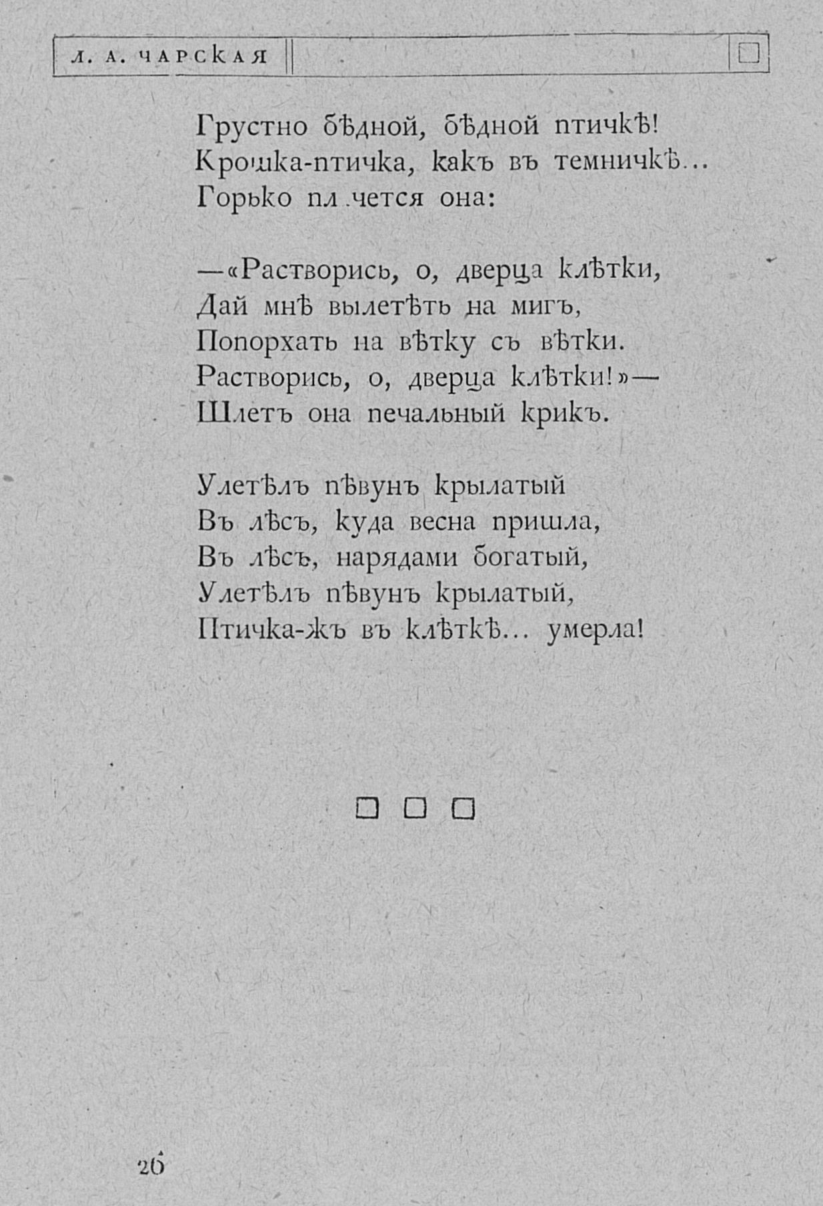 Л. А. ЧАРСКАЯ
Грустно бѣдной, бѣдной птичкѣ!
Крошка-птичка, какъ въ темничкѣ...
Горько пл.чется она:
—«Растворись, о, дверца клѣтки,
Дай мнѣ вылетѣть на мигъ,
Попорхать на вѣтку съ вѣтки.
Растворись, о, дверца клѣтки!»—
Шлетъ она печальный крикъ.
Улетѣлъ пѣвунъ крылатый
Въ лѣсъ, куда весна пришла,
Въ лѣсъ, нарядами богатый,
Улетѣлъ пѣвунъ крылатый,
Птичка-жъ въ клѣткѣ... умерла!
26